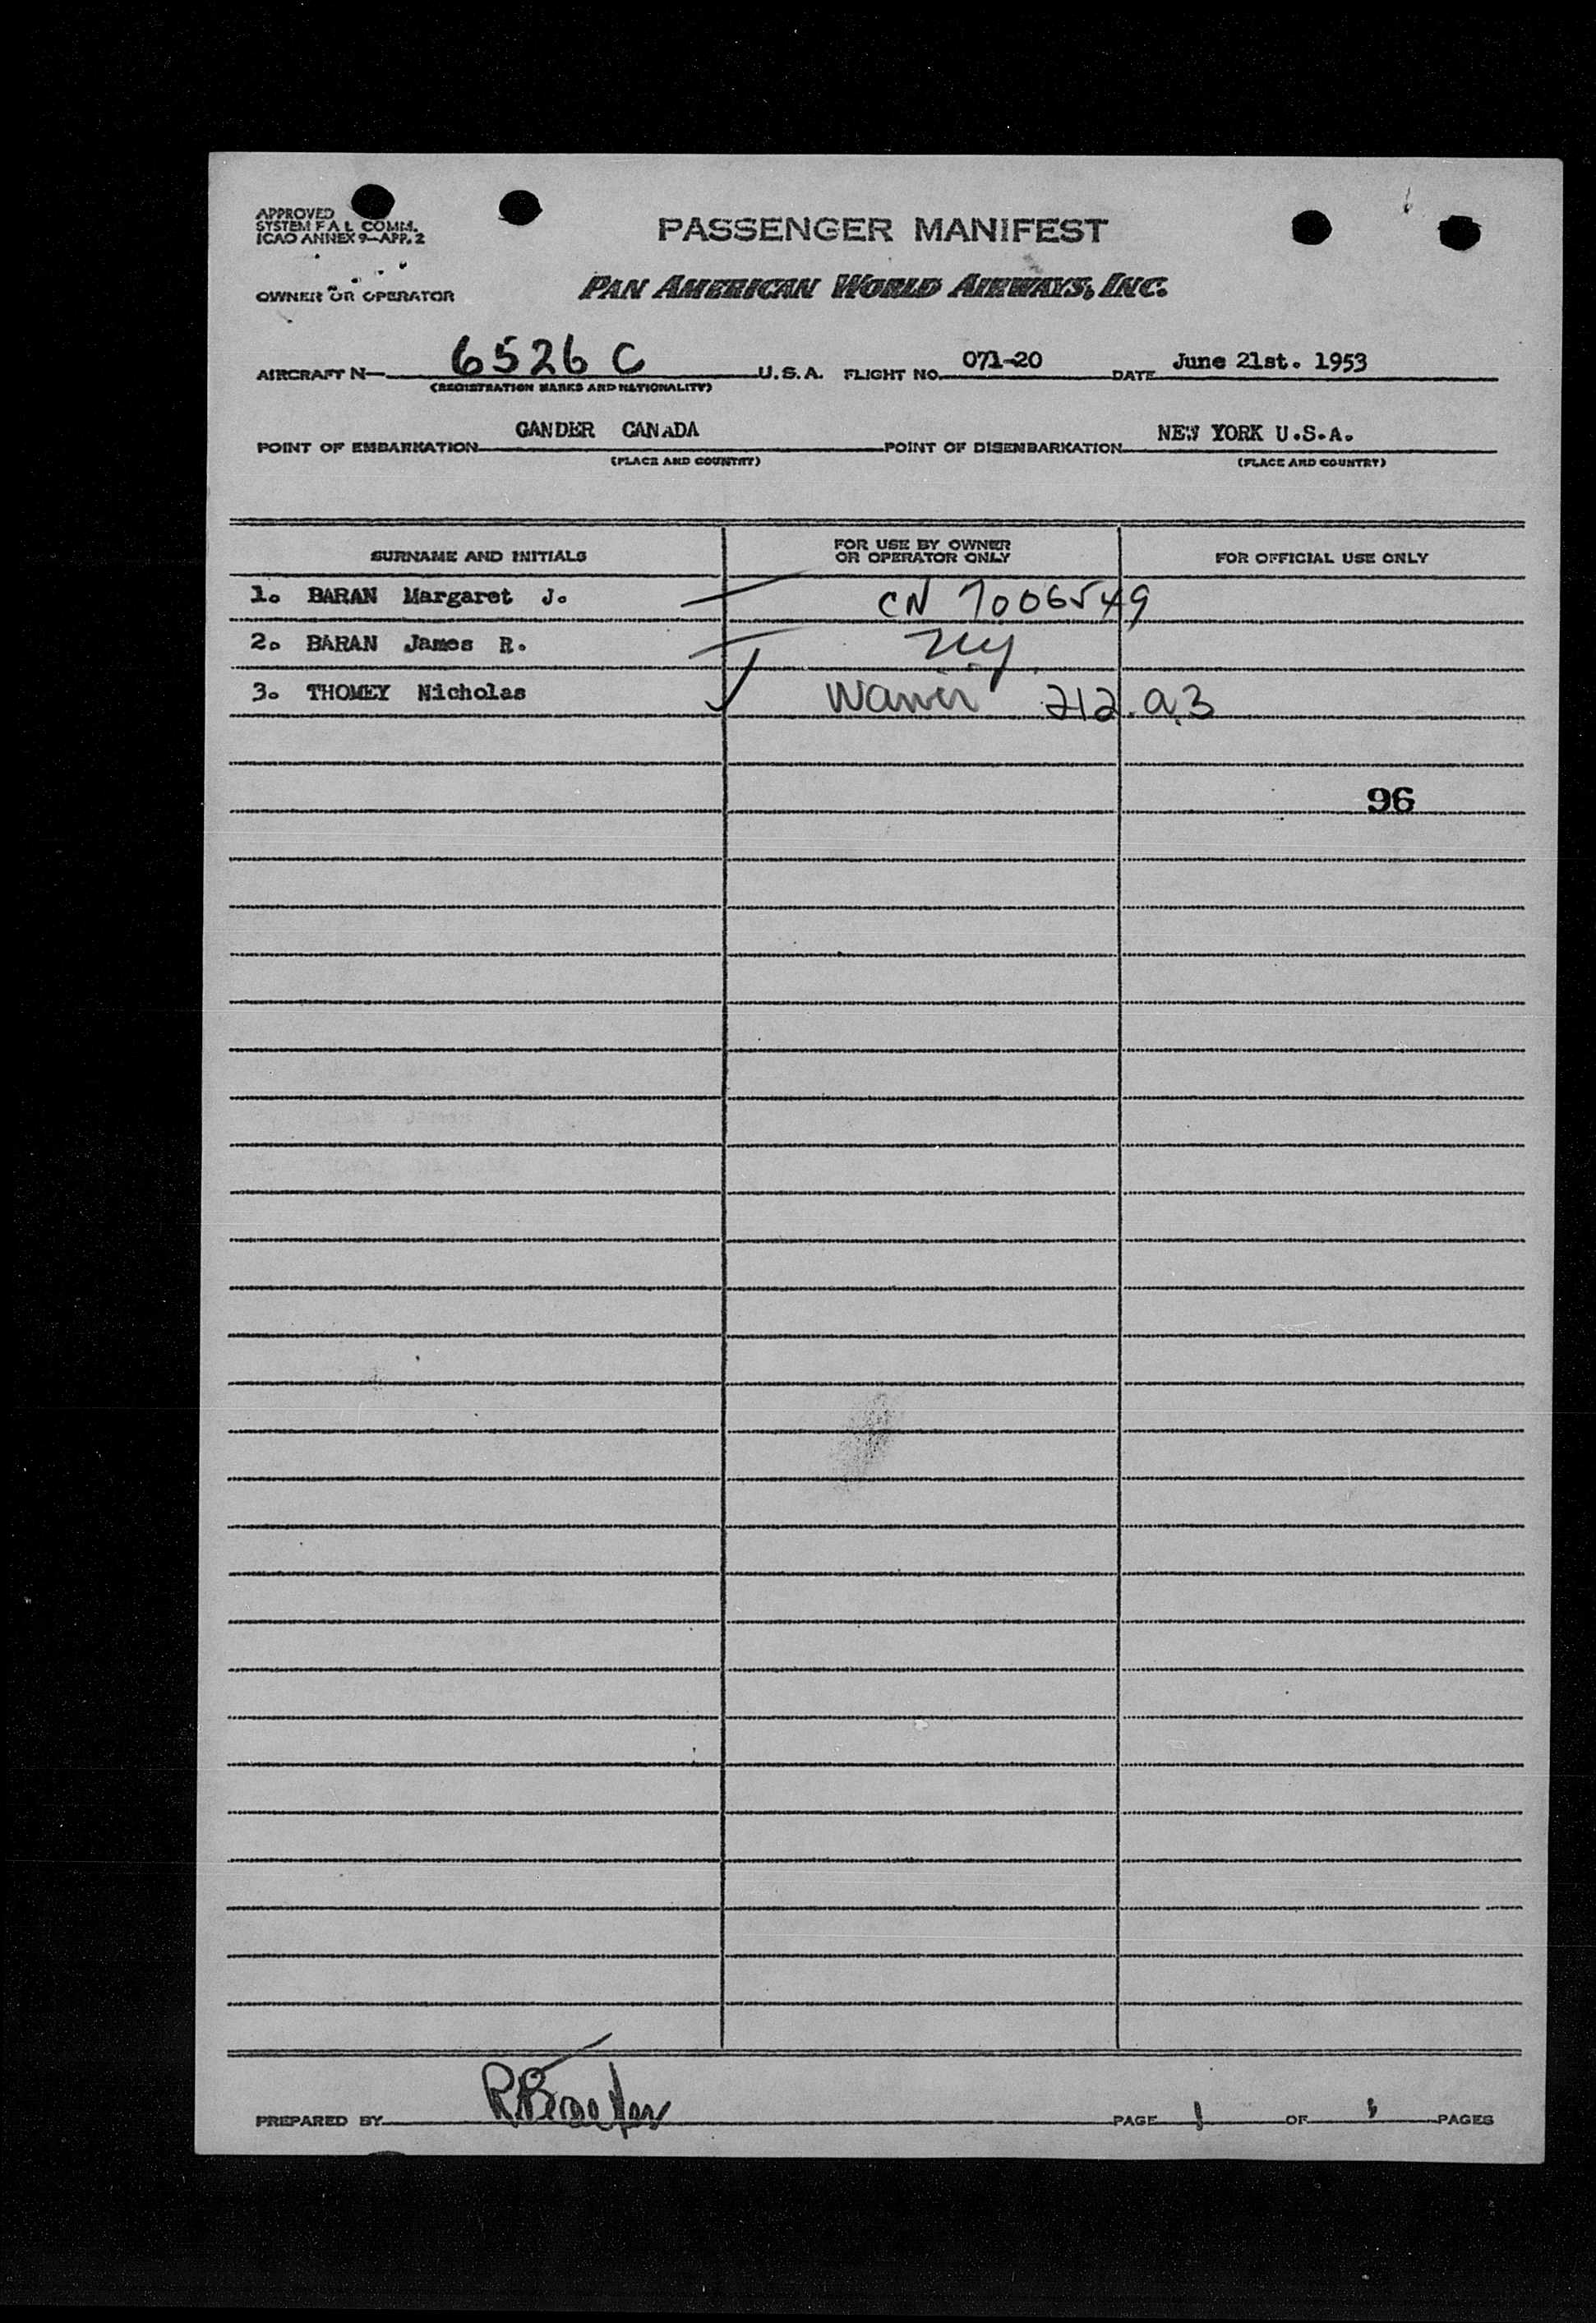 APPROVED
SYSTEM F A L COMM.
ICAO ANNEX 9—APP. 2
PASSENGER MANIFEST
OWNER OR OPERATOR PAN AMERICAN WORLD AIRWAYS, INC.
AIRCRAFT N— 6526 C U.S.A. FLIGHT NO. 071-20 DATE June 21st. 1953
(REGISTRATION MARKS AND NATIONALITY)
POINT OF EMBARKATION GANDER CANADA POINT OF DISEMBARKATION NEW YORK U.S.A.
(PLACE AND COUNTRY) (PLACE AND COUNTRY)
SURNAME AND INITIALS FOR USE BY OWNER OR OPERATOR ONLY FOR OFFICIAL USE ONLY
1. BARAN Margaret J. CN 7006549
2. BARAN James R.
3. THOMEY Nicholas 212.a.3
96
PREPARED BY PAGE 1 OF 1 PAGES